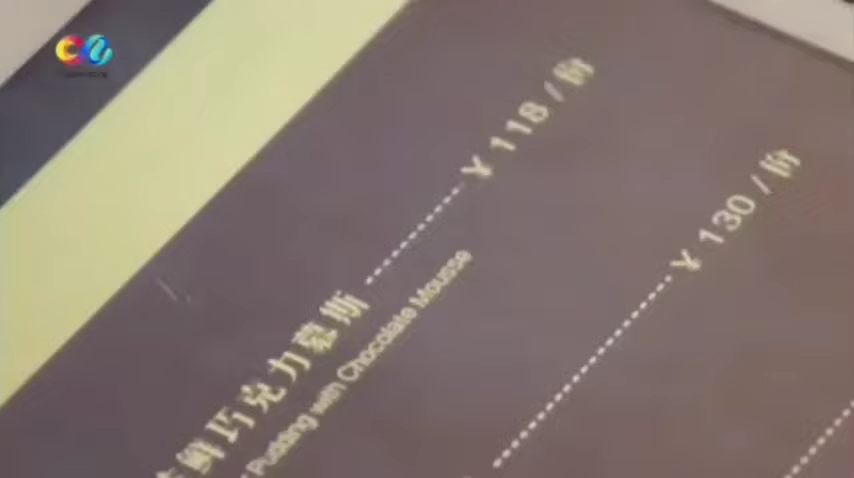 鲜巧克力慕斯 ¥ 118 / 份
Pudding with Chocolate Mousse
¥ 130 / 份